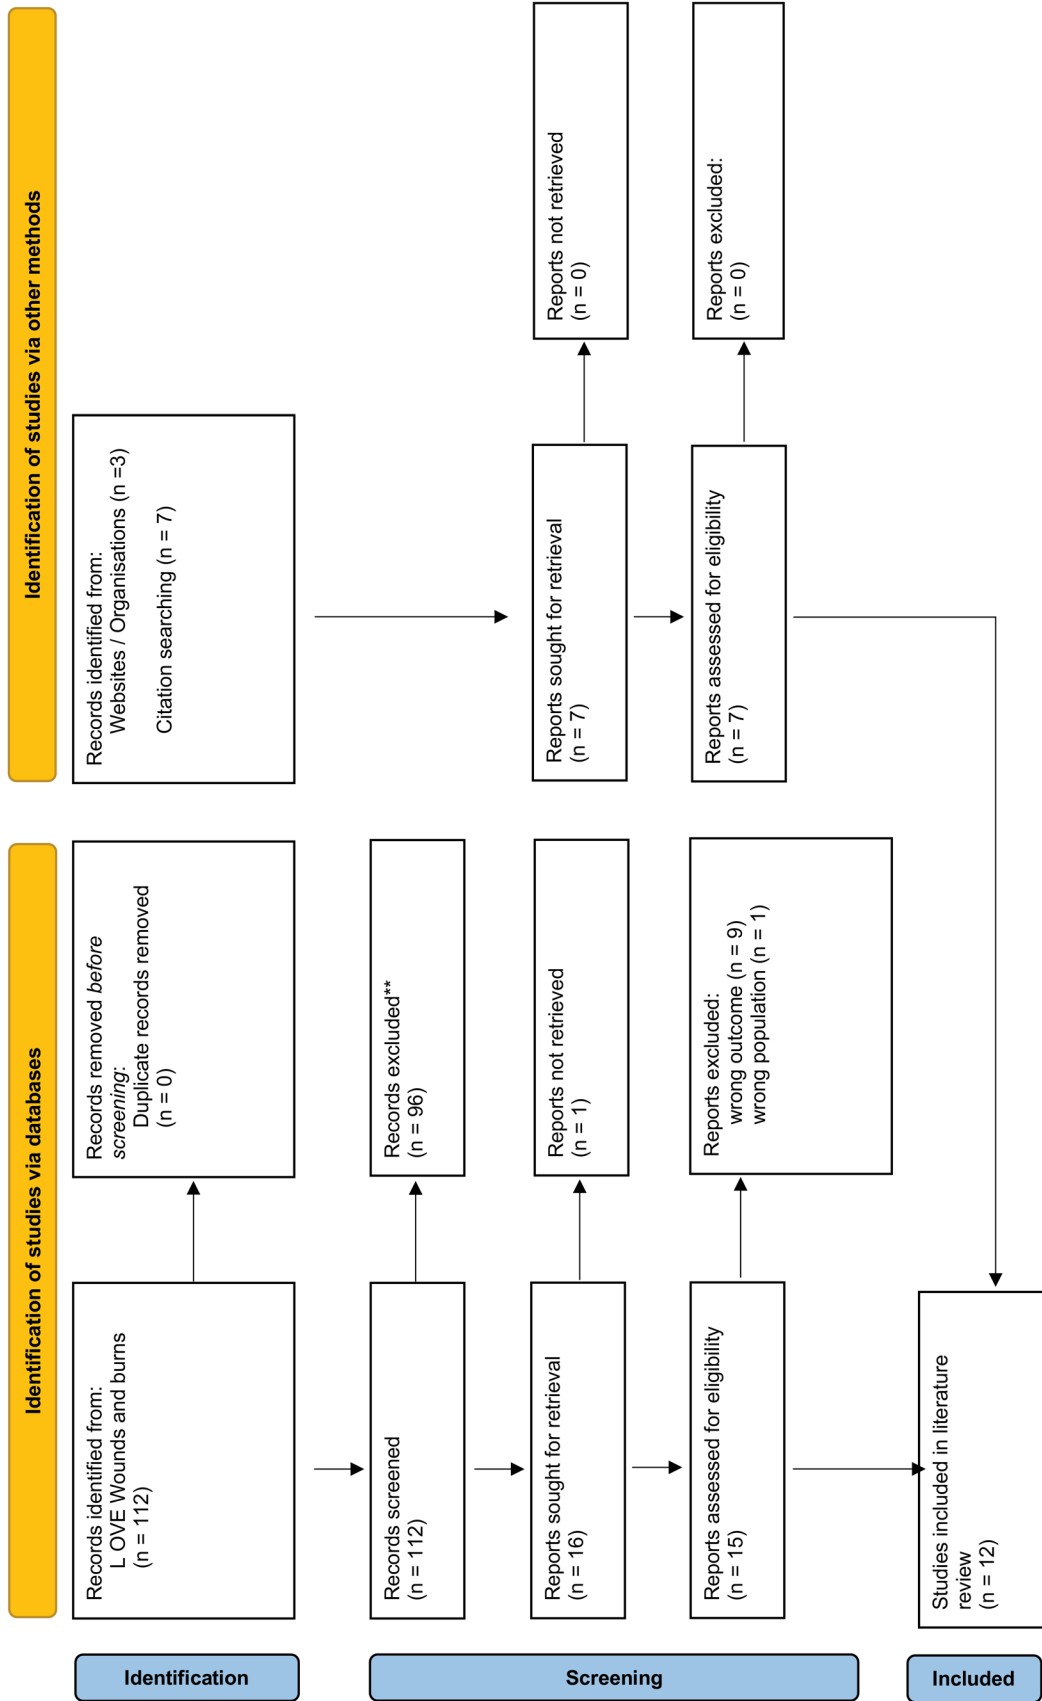 Identification of studies via databases
Identification of studies via other methods
Identification
Records identified from:
L OVE Wounds and burns
(n = 112)
Records removed before
screening:
Duplicate records removed
(n = 0)
Records identified from:
Websites / Organisations (n =3)
Citation searching (n = 7)
Screening
Records screened
(n = 112)
Records excluded**
(n = 96)
Reports sought for retrieval
(n = 16)
Reports not retrieved
(n = 1)
Reports sought for retrieval
(n = 7)
Reports not retrieved
(n = 0)
Reports assessed for eligibility
(n = 15)
Reports excluded:
wrong outcome (n = 9)
wrong population (n = 1)
Reports assessed for eligibility
(n = 7)
Reports excluded:
(n = 0)
Included
Studies included in literature
review
(n = 12)